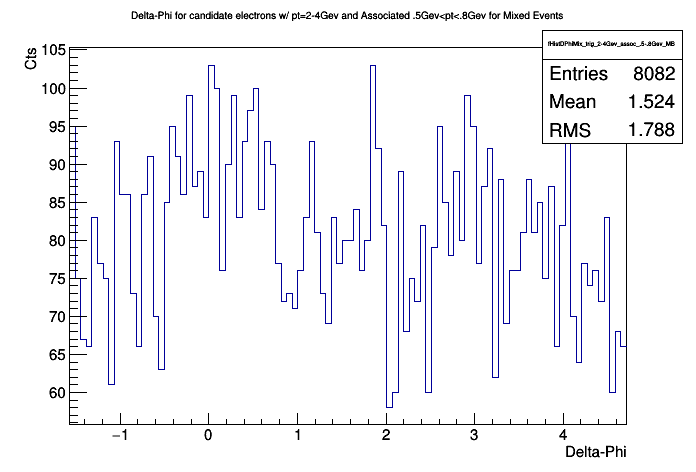 Delta-Phi for candidate electrons w/ pt=2-4Gev and Associated .5Gev<pt<.8Gev for Mixed Events
fHistDPhiMix_trig_2-4Gev_assoc_.5-.8Gev_MB
Entries 8082
Mean 1.524
RMS 1.788
Cts
105
100
95
90
85
80
75
70
65
60
−1 0 1 2 3 4
Delta-Phi